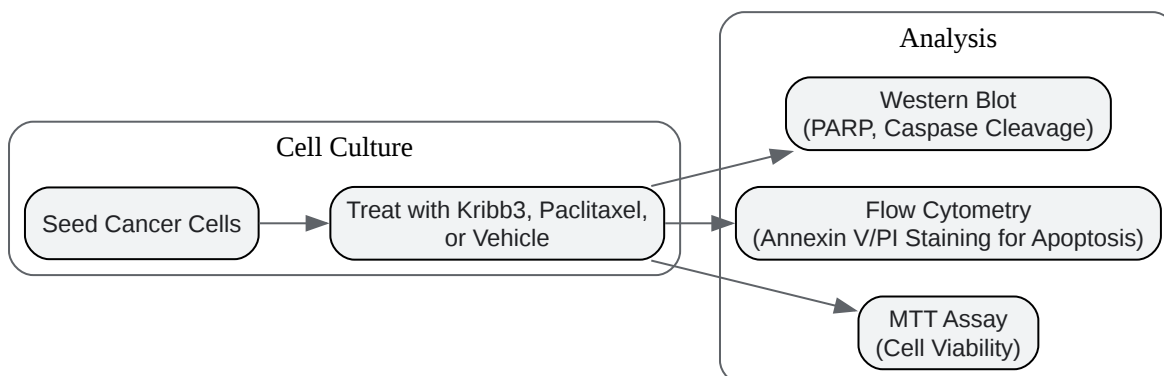 Cell Culture
Seed Cancer Cells
Treat with Kribb3, Paclitaxel,
or Vehicle
Analysis
Western Blot
(PARP, Caspase Cleavage)
Flow Cytometry
(Annexin V/PI Staining for Apoptosis)
MTT Assay
(Cell Viability)